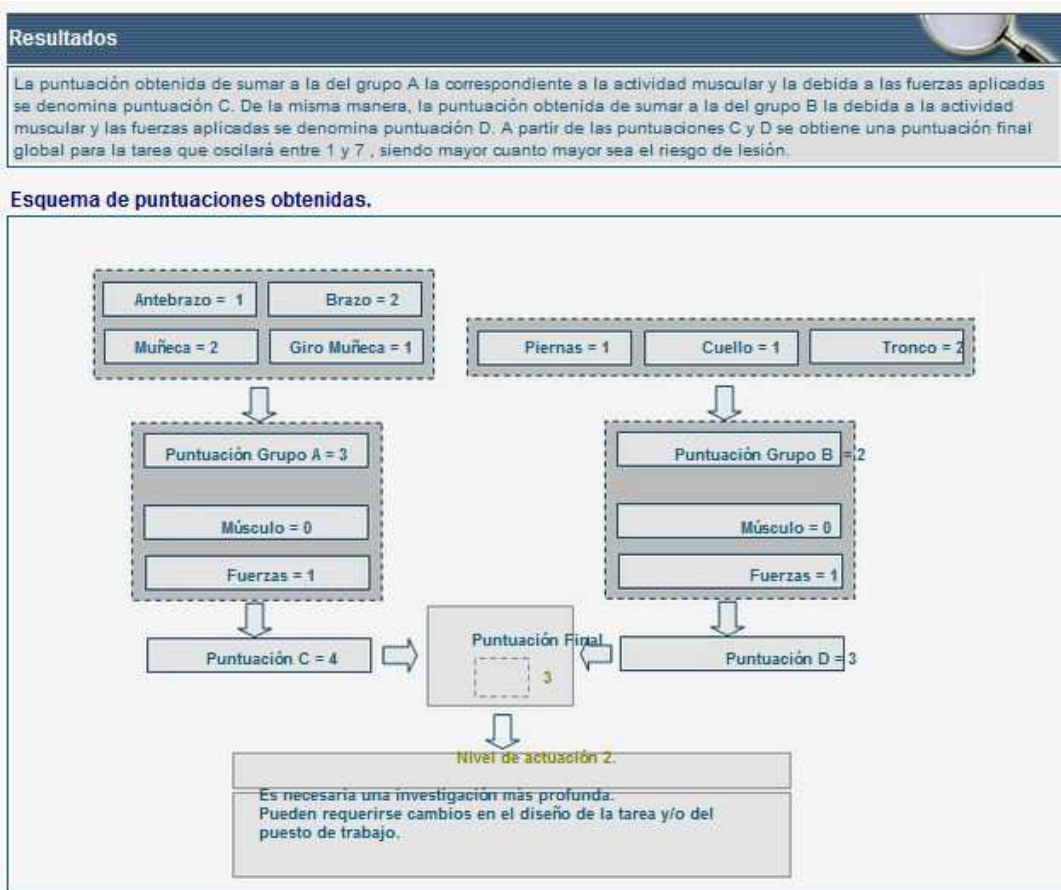 Resultados
La puntuación obtenida de sumar a la del grupo A la correspondiente a la actividad muscular y la debida a las fuerzas aplicadas
se denomina puntuación C. De la misma manera, la puntuación obtenida de sumar a la del grupo B la debida a la actividad
muscular y las fuerzas aplicadas se denomina puntuación D. A partir de las puntuaciones C y D se obtiene una puntuación final
global para la tarea que oscilará entre 1 y 7 , siendo mayor cuanto mayor sea el riesgo de lesión.
Esquema de puntuaciones obtenidas.
Antebrazo = 1
Brazo = 2
Muñeca = 2
Giro Muñeca = 1
Piernas = 1
Cuello = 1
Tronco = 2
Puntuación Grupo A = 3
Músculo = 0
Fuerzas = 1
Puntuación Grupo B = 2
Músculo = 0
Fuerzas = 1
Puntuación C = 4
Puntuación Final
3
Puntuación D = 3
Nivel de actuación 2.
Es necesaria una investigación más profunda.
Pueden requerirse cambios en el diseño de la tarea y/o del
puesto de trabajo.